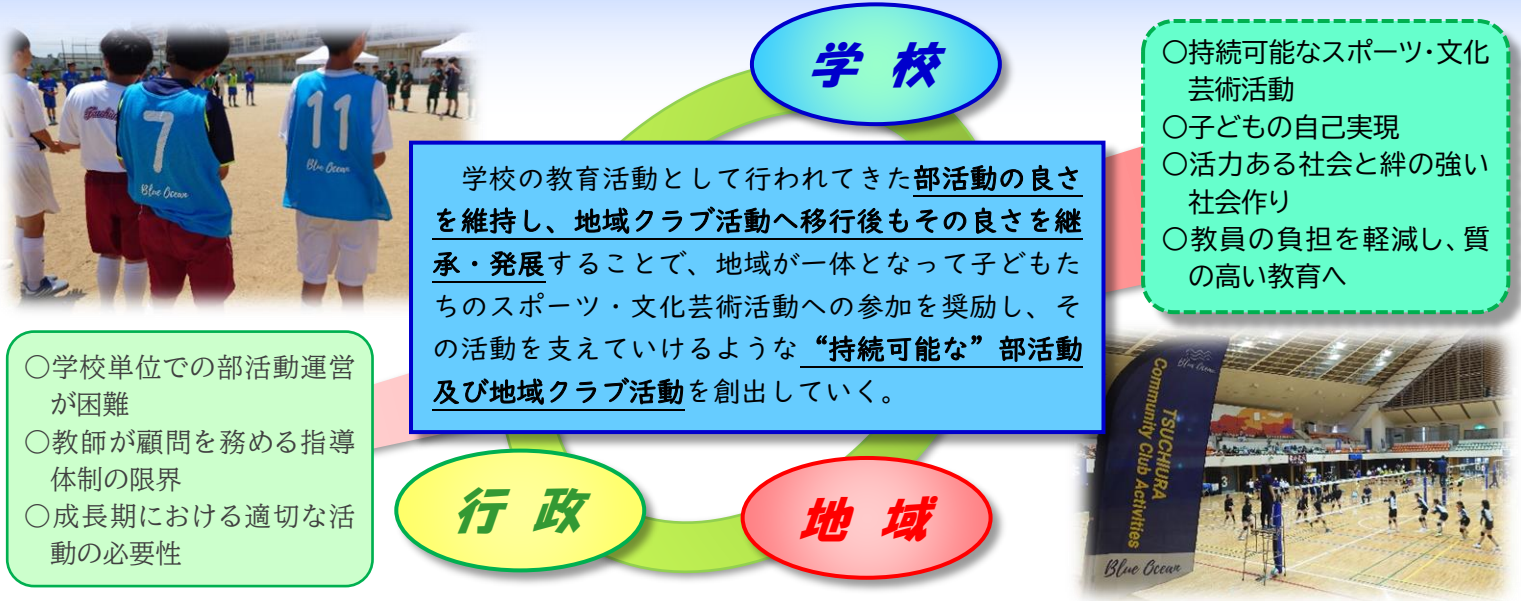 学校
○持続可能なスポーツ・文化
芸術活動
○子どもの自己実現
○活力ある社会と絆の強い
社会作り
○教員の負担を軽減し、質
の高い教育へ
7
Blue Ocean
11
Blue Ocean
学校の教育活動として行われてきた部活動の良さ
を維持し、地域クラブ活動へ移行後もその良さを継
承・発展することで、地域が一体となって子どもた
ちのスポーツ・文化芸術活動への参加を奨励し、そ
の活動を支えていけるような“持続可能な”部活動
及び地域クラブ活動を創出していく。
○学校単位での部活動運営
が困難
○教師が顧問を務める指導
体制の限界
○成長期における適切な活
動の必要性
行政
地域
Blue Ocean
TSUCHIURA
Community Club Activities
Blue Ocean
3